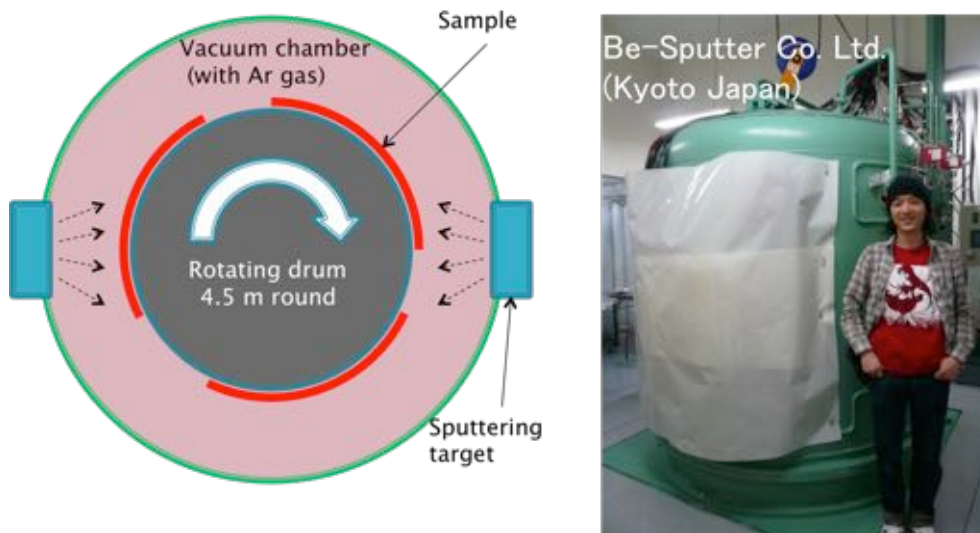 Sample
Vacuum chamber
(with Ar gas)
Rotating drum
4.5 m round
Sputtering
target
Be-Sputter Co. Ltd.
(Kyoto Japan)